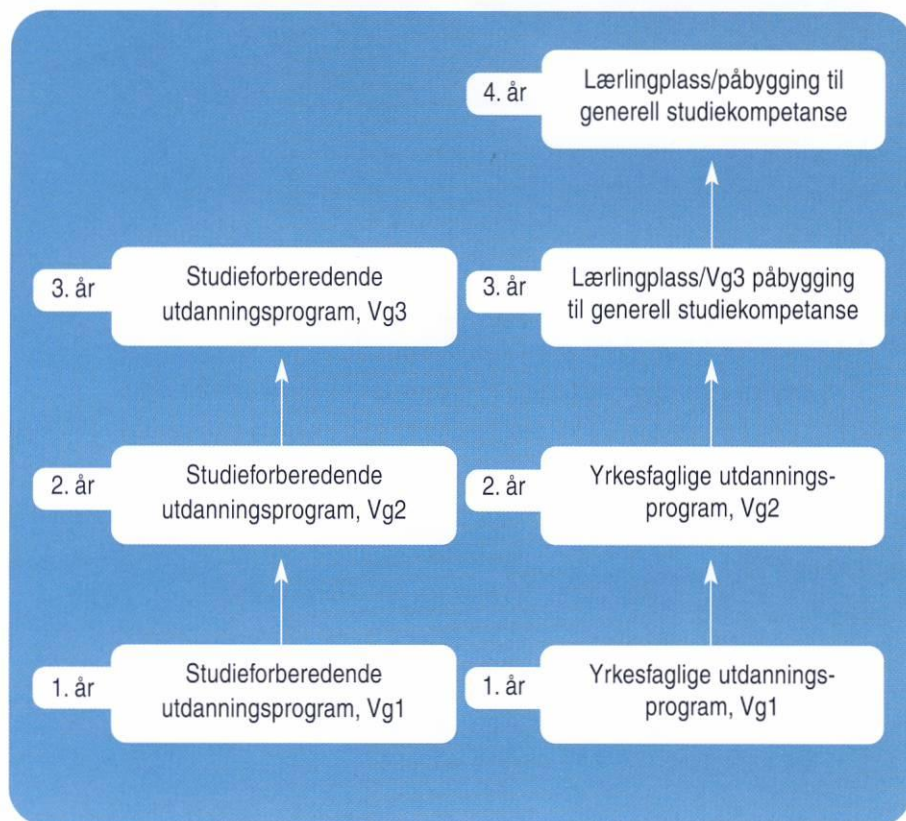 4. år
Lærlingplass/påbygging til
generell studiekompetanse
3. år
Studieforberedende
utdanningsprogram, Vg3
3. år
Lærlingplass/Vg3 påbygging
til generell studiekompetanse
2. år
Studieforberedende
utdanningsprogram, Vg2
2. år
Yrkesfaglige utdannings-
program, Vg2
1. år
Studieforberedende
utdanningsprogram, Vg1
1. år
Yrkesfaglige utdannings-
program, Vg1